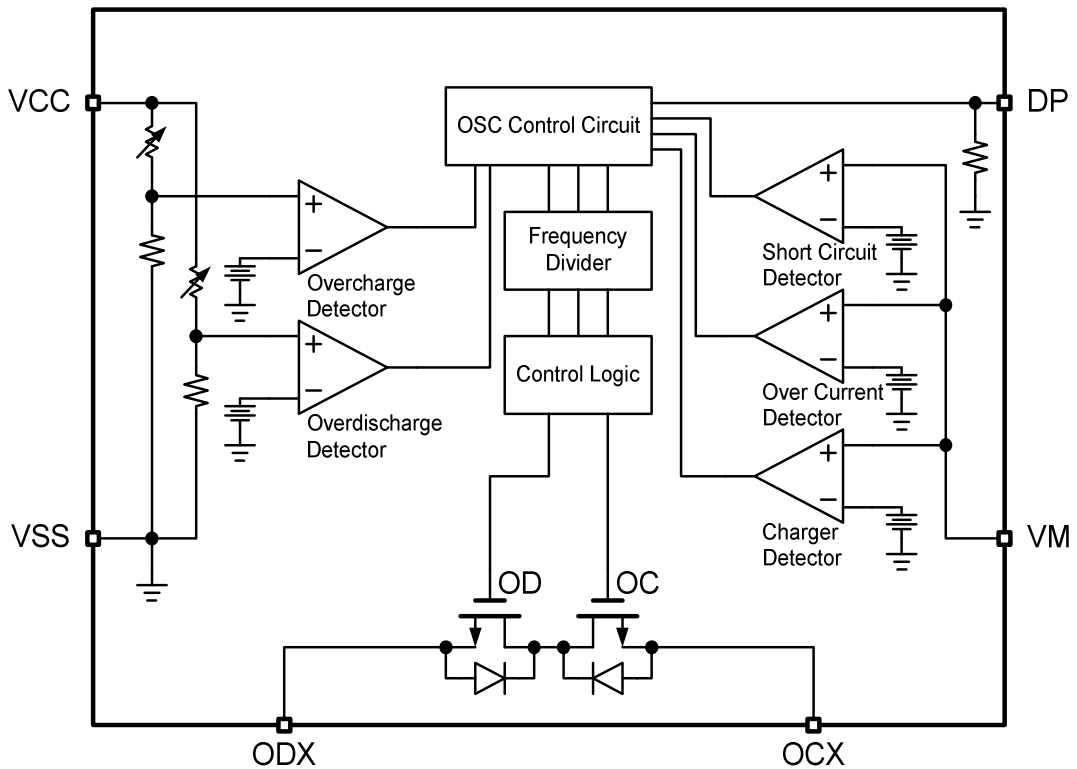 VCC
OSC Control Circuit
DP
+
−
Overcharge
Detector
Frequency
Divider
+
−
Short Circuit
Detector
+
−
Overdischarge
Detector
Control Logic
+
−
Over Current
Detector
+
−
Charger
Detector
VSS
VM
OD
OC
ODX
OCX